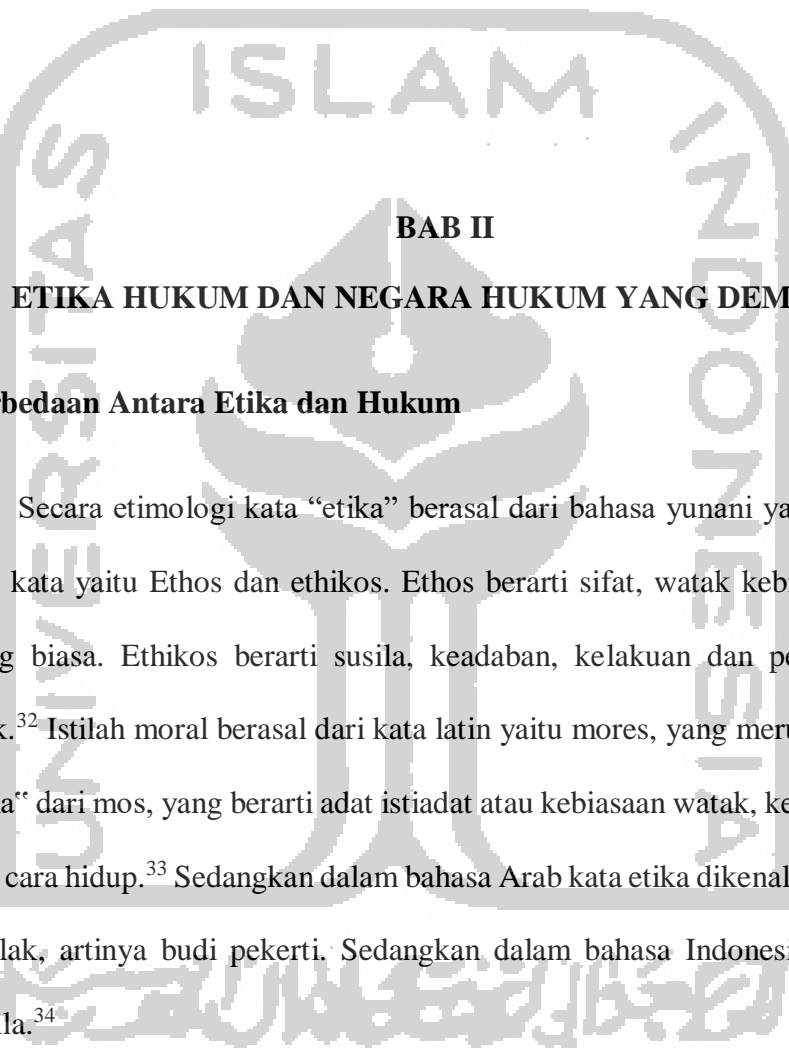 ISLAM
UNIVERSITAS
INDONESIA
BAB II
ETIKA HUKUM DAN NEGARA HUKUM YANG DEM
rbedaan Antara Etika dan Hukum
Secara etimologi kata “etika” berasal dari bahasa yunani ya
kata yaitu Ethos dan ethikos. Ethos berarti sifat, watak keb
g biasa. Ethikos berarti susila, keadaban, kelakuan dan pe
k.32 Istilah moral berasal dari kata latin yaitu mores, yang meru
a‟ dari mos, yang berarti adat istiadat atau kebiasaan watak, ke
cara hidup.33 Sedangkan dalam bahasa Arab kata etika dikenal
lak, artinya budi pekerti. Sedangkan dalam bahasa Indonesi
la.34